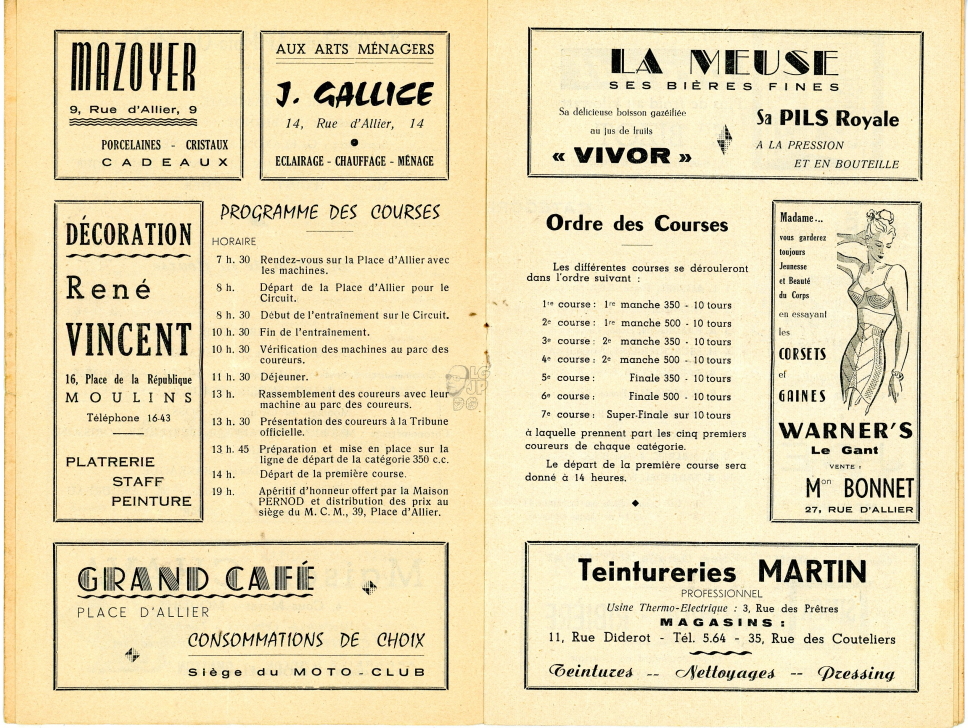 MAZOYER
9, Rue d'Allier, 9
PORCELAINES - CRISTAUX
CADEAUX
AUX ARTS MÉNAGERS
J. GALLICE
14, Rue d'Allier, 14
ECLAIRAGE - CHAUFFAGE - MÉNAGE
DÉCORATION
René
VINCENT
16, Place de la République
MOULINS
Téléphone 16-43
PLATRERIE
STAFF
PEINTURE
PROGRAMME DES COURSES
HORAIRE
7 h. 30 Rendez-vous sur la Place d'Allier avec
les machines.
8 h. Départ de la Place d'Allier pour le
Circuit.
8 h. 30 Début de l'entraînement sur le Circuit.
10 h. 30 Fin de l'entraînement.
10 h. 30 Vérification des machines au parc des
coureurs.
11 h. 30 Déjeuner.
13 h. Rassemblement des coureurs avec leur
machine au parc des coureurs.
13 h. 30 Présentation des coureurs à la Tribune
officielle.
13 h. 45 Préparation et mise en place sur la
ligne de départ de la catégorie 350 c.c.
14 h. Départ de la première course.
19 h. Apéritif d'honneur offert par la Maison
PERNOD et distribution des prix au
siège du M. C. M., 39, Place d'Allier.
GRAND CAFÉ
PLACE D'ALLIER
CONSOMMATIONS DE CHOIX
Siège du MOTO - CLUB
LA MEUSE
SES BIÈRES FINES
Sa délicieuse boisson gazéifiée
au jus de fruits
« VIVOR »
Sa PILS Royale
A LA PRESSION
ET EN BOUTEILLE
Ordre des Courses
Les différentes courses se dérouleront
dans l'ordre suivant :
1re course : 1re manche 350 - 10 tours
2e course : 1re manche 500 - 10 tours
3e course : 2e manche 350 - 10 tours
4e course : 2e manche 500 - 10 tours
5e course : Finale 350 - 10 tours
6e course : Finale 500 - 10 tours
7e course : Super-Finale sur 10 tours
à laquelle prennent part les cinq premiers
coureurs de chaque catégorie.
Le départ de la première course sera
donné à 14 heures.
Madame...
vous garderez
toujours
Jeunesse
et Beauté
du Corps
en essayant
les
CORSETS
et
GAINES
WARNER'S
Le Gant
VENTE :
Mon BONNET
27, RUE D'ALLIER
Teintureries MARTIN
PROFESSIONNEL
Usine Thermo-Electrique : 3, Rue des Prêtres
MAGASINS :
11, Rue Diderot - Tél. 5.64 - 35, Rue des Couteliers
Teintures -- Nettoyages -- Pressing